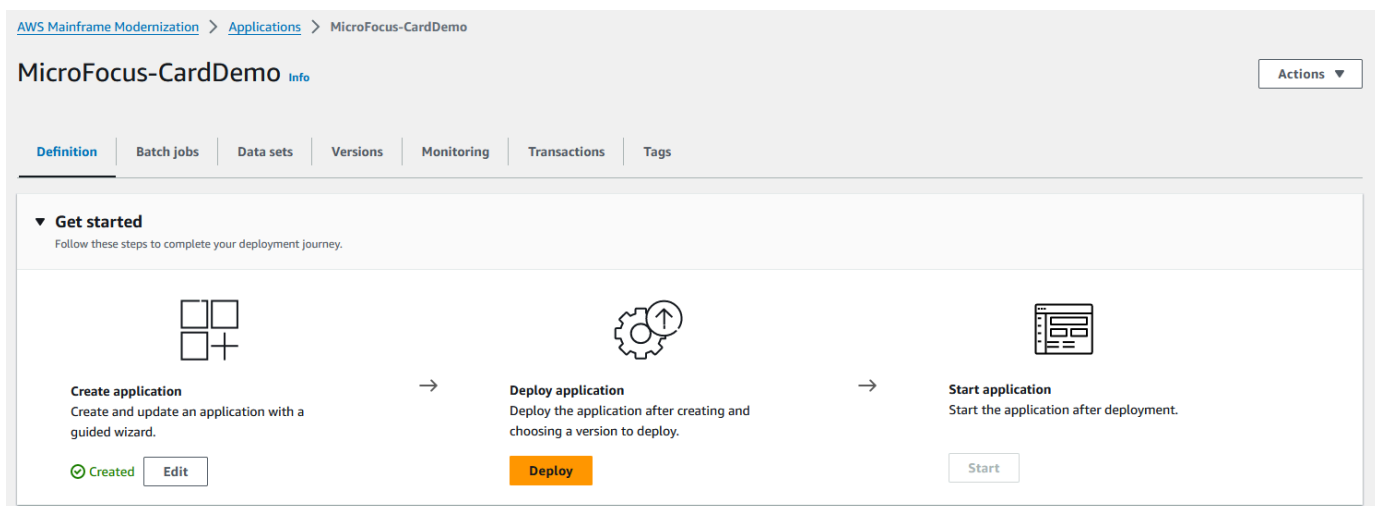 AWS Mainframe Modernization > Applications > MicroFocus-CardDemo
MicroFocus-CardDemo Info
Actions ▼
Definition Batch jobs Data sets Versions Monitoring Transactions Tags
▼ Get started
Follow these steps to complete your deployment journey.
Create application
Create and update an application with a
guided wizard.
Created Edit
→
Deploy application
Deploy the application after creating and
choosing a version to deploy.
Deploy
→
Start application
Start the application after deployment.
Start